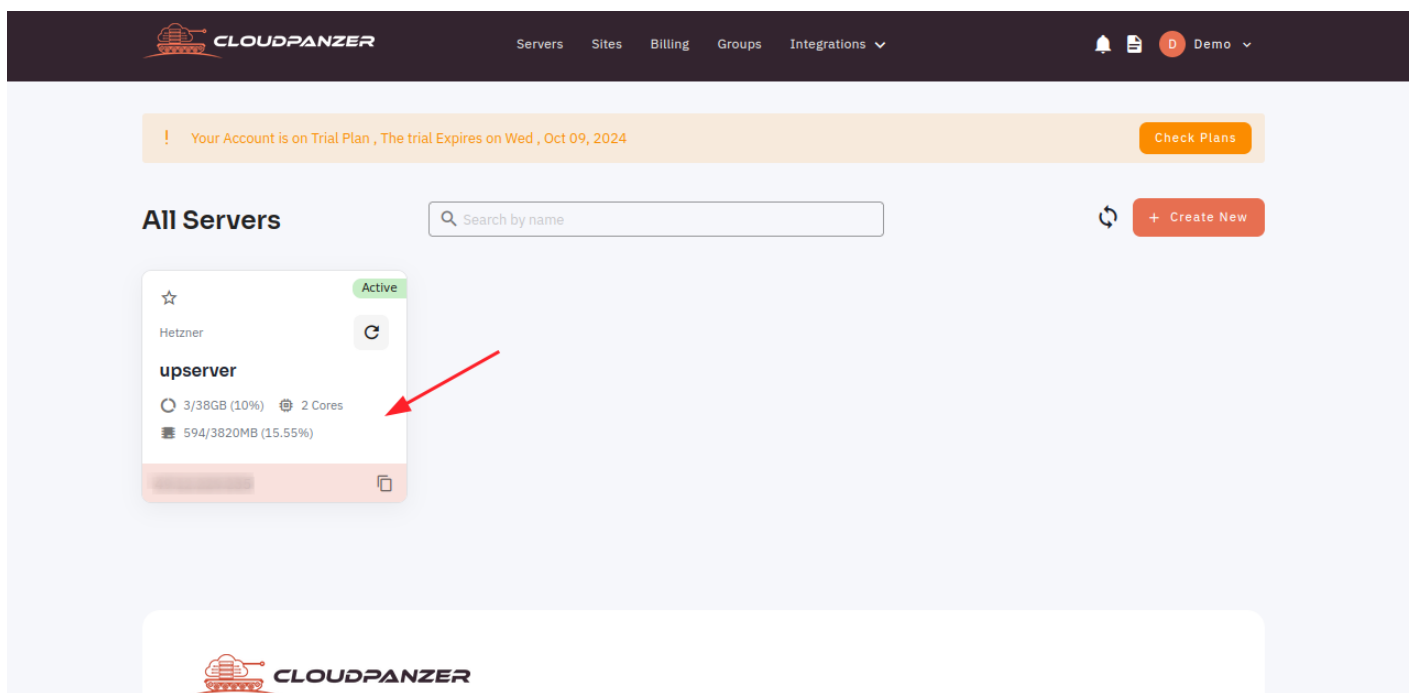 CLOUDPANZER Servers Sites Billing Groups Integrations D Demo
! Your Account is on Trial Plan , The trial Expires on Wed , Oct 09, 2024 Check Plans
All Servers Search by name + Create New
Active
Hetzner
upserver
3/38GB (10%) 2 Cores
594/3820MB (15.55%)
CLOUDPANZER